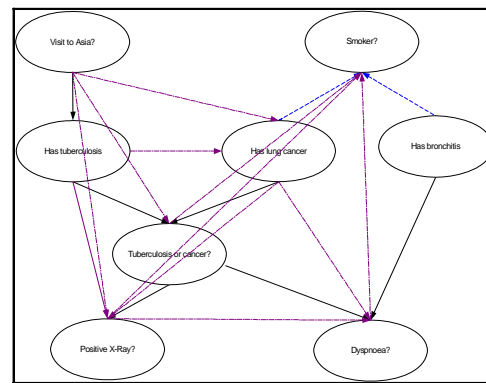 Visit to Asia?
Smoker?
Has tuberculosis
Has lung cancer
Has bronchitis
Tuberculosis or cancer?
Positive X-Ray?
Dyspnoea?